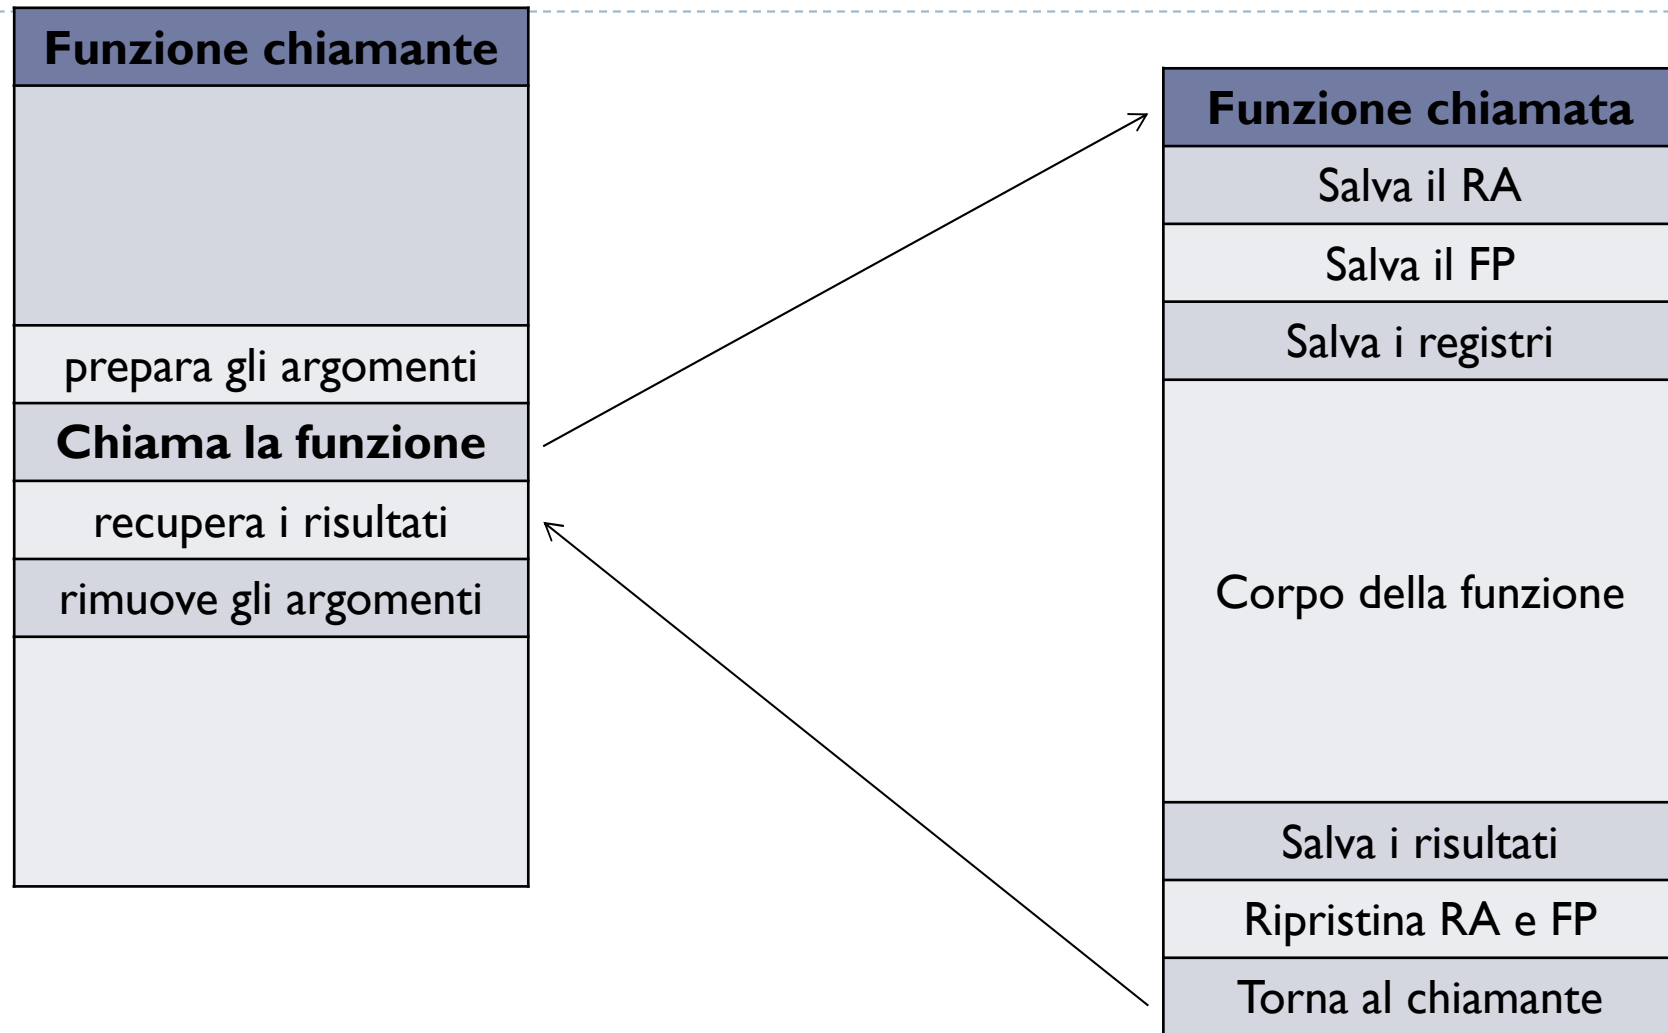 Funzione chiamante
prepara gli argomenti
Chiama la funzione
recupera i risultati
rimuove gli argomenti
Funzione chiamata
Salva il RA
Salva il FP
Salva i registri
Corpo della funzione
Salva i risultati
Ripristina RA e FP
Torna al chiamante